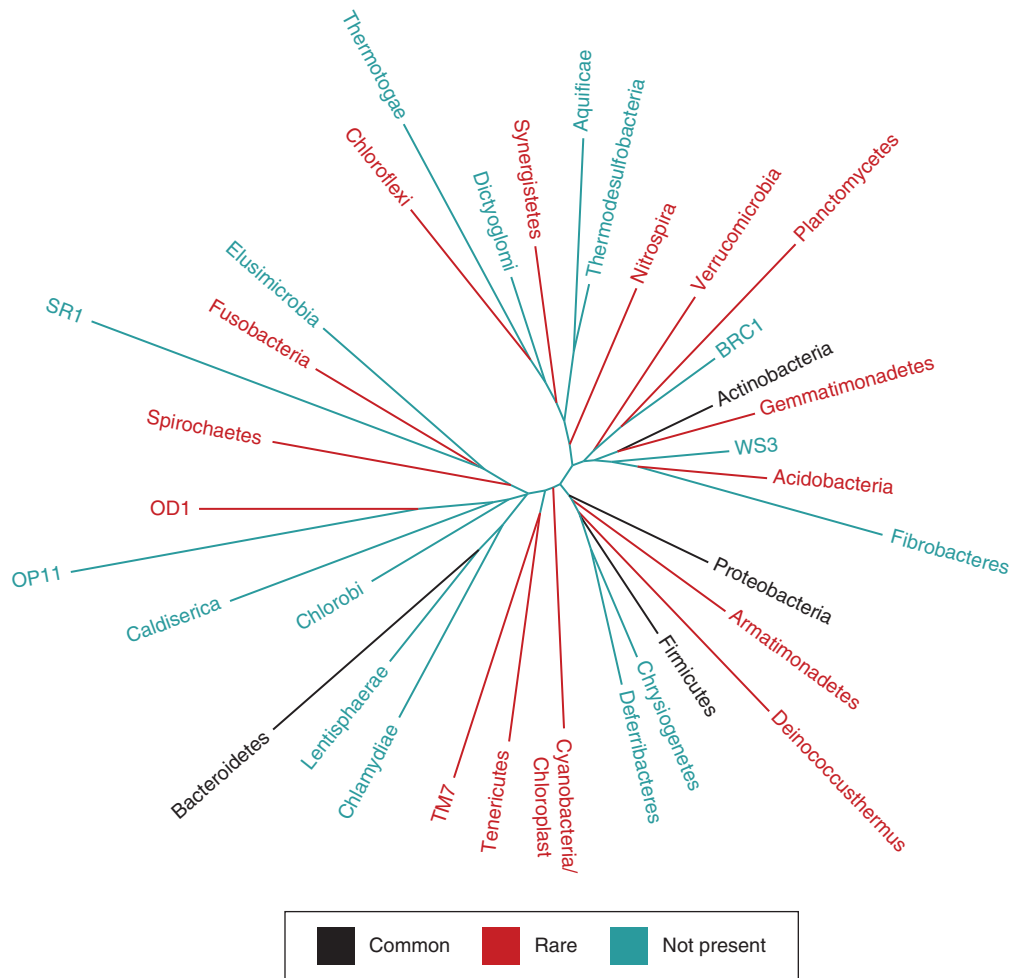 Thermotogae
Chloroflexi
Dictyoglomi
Synergistetes
Aquificae
Thermodesulfobacteria
Nitrospira
Verrucomicrobia
Planctomycetes
BRC1
Actinobacteria
Gemmatimonadetes
WS3
Acidobacteria
Fibrobacteres
Proteobacteria
Armatimonadetes
Deinococcusthermus
Firmicutes
Chrysiogenetes
Deferribacteres
Cyanobacteria/
Chloroplast
Tenericutes
TM7
Chlamydiae
Lentisphaerae
Bacteroidetes
Chlorobi
Caldiserica
OP11
OD1
Spirochaetes
SR1
Fusobacteria
Elusimicrobia
Common
Rare
Not present